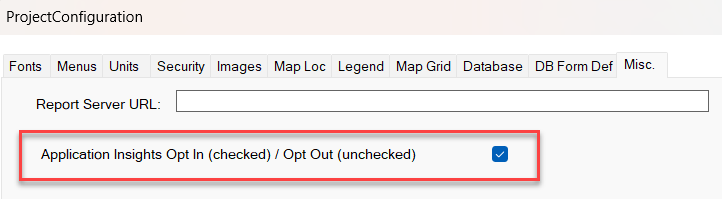 ProjectConfiguration
Fonts Menus Units Security Images Map Loc Legend Map Grid Database DB Form Def Misc.
Report Server URL:
Application Insights Opt In (checked) / Opt Out (unchecked)